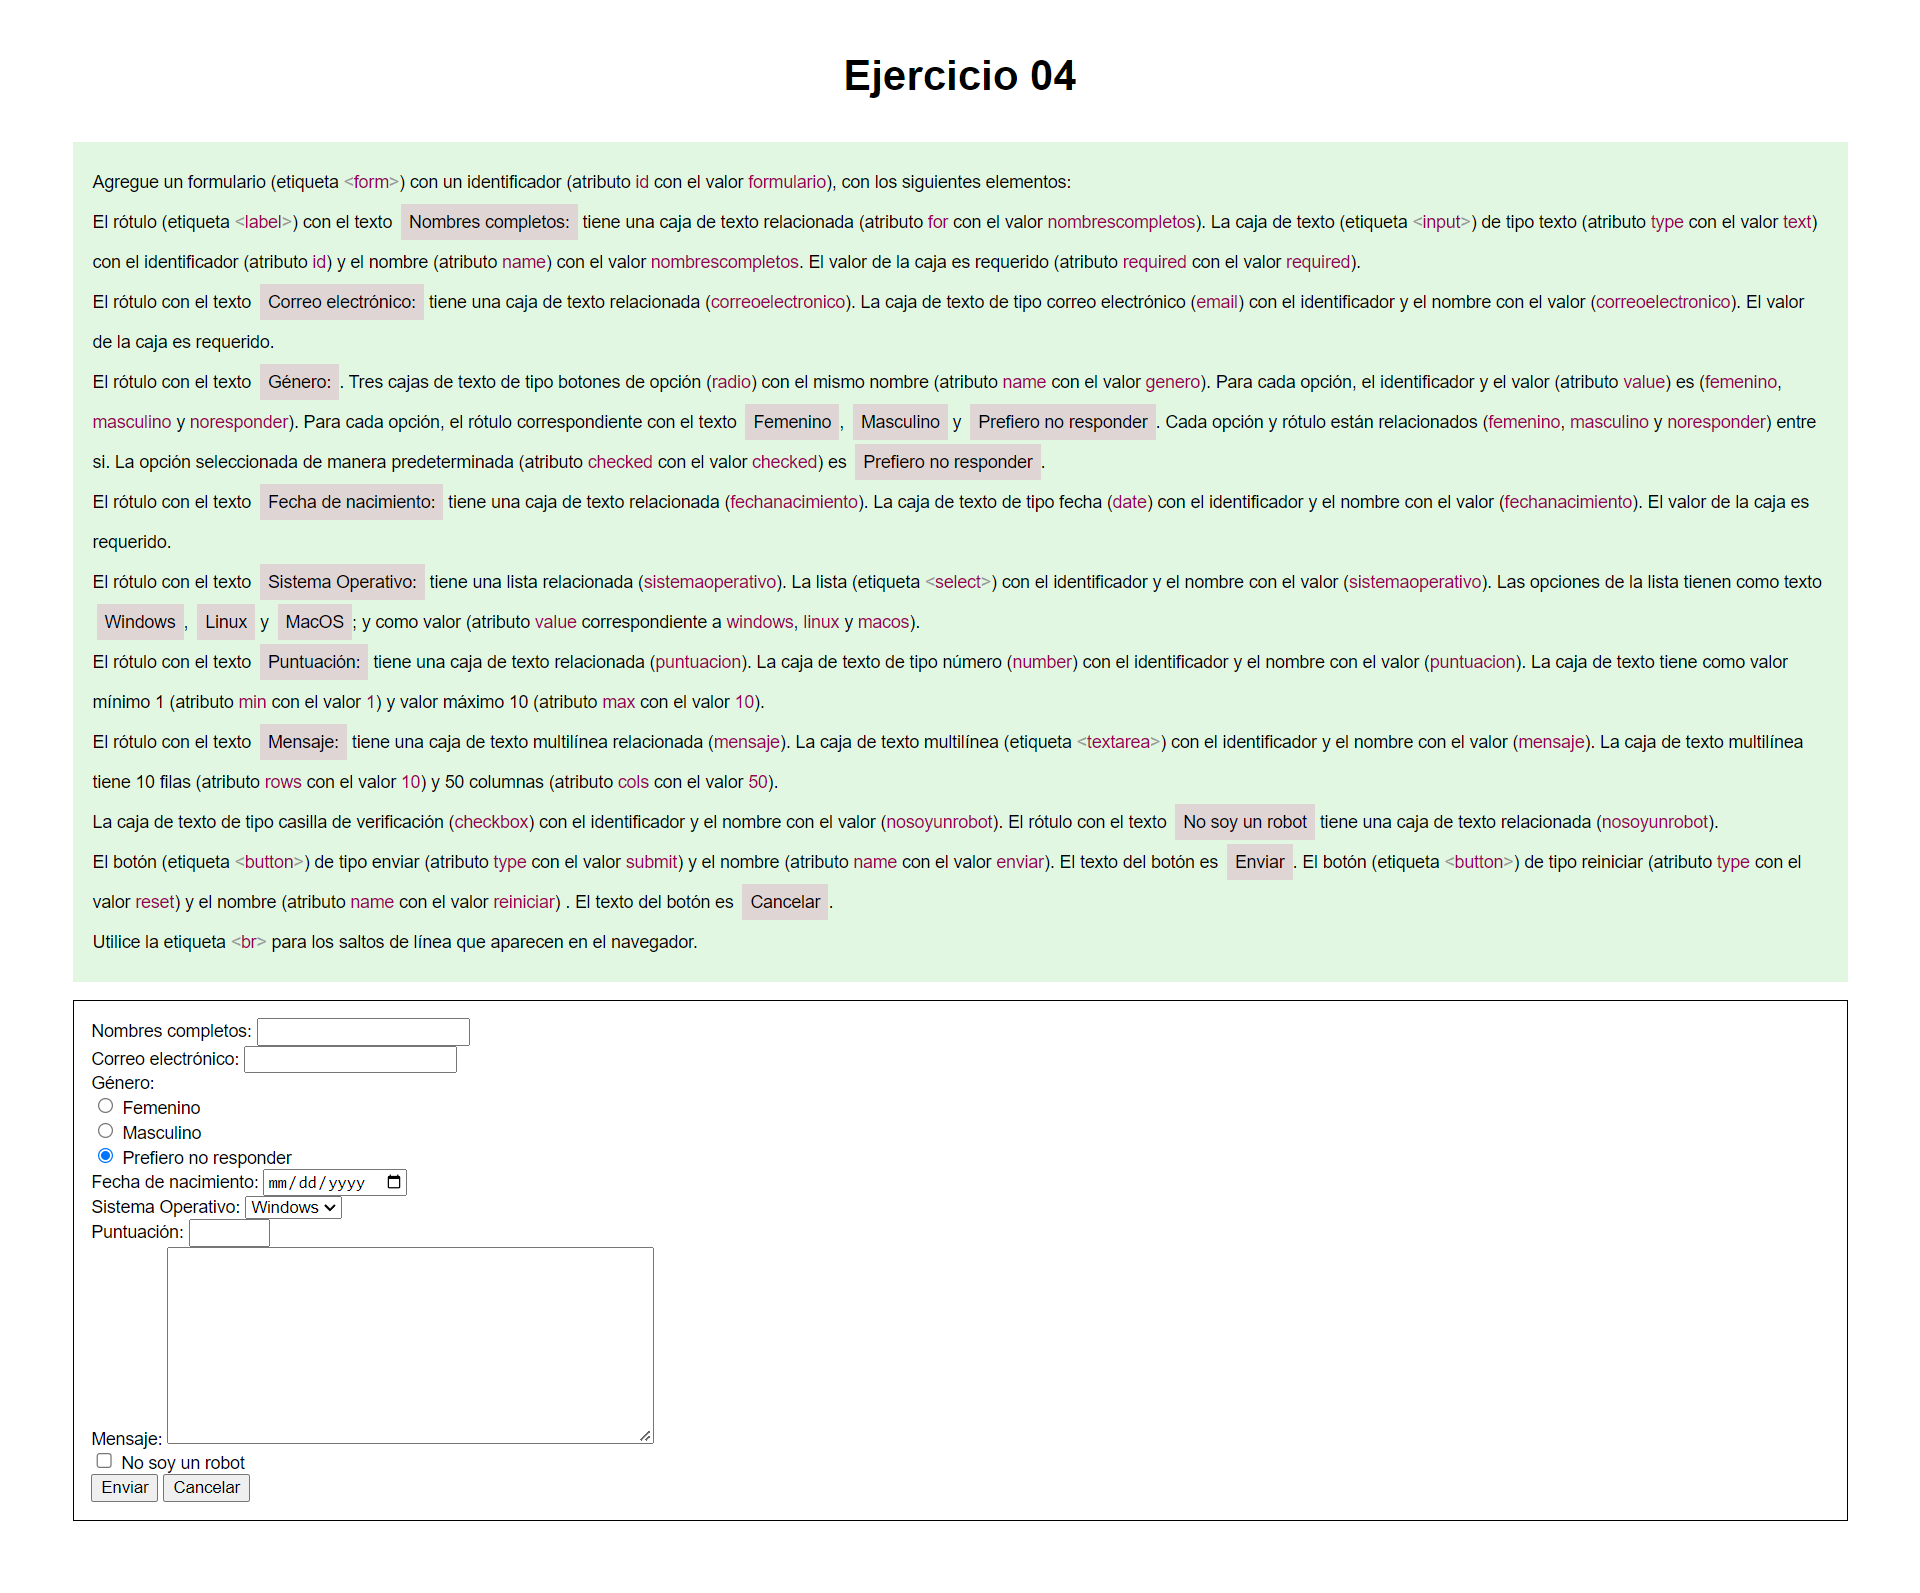 Ejercicio 04
Agregue un formulario (etiqueta <form>) con un identificador (atributo id con el valor formulario), con los siguientes elementos:
El rótulo (etiqueta <label>) con el texto Nombres completos: tiene una caja de texto relacionada (atributo for con el valor nombrescompletos). La caja de texto (etiqueta <input>) de tipo texto (atributo type con el valor text)
con el identificador (atributo id) y el nombre (atributo name) con el valor nombrescompletos. El valor de la caja es requerido (atributo required con el valor required).
El rótulo con el texto Correo electrónico: tiene una caja de texto relacionada (correoelectronico). La caja de texto de tipo correo electrónico (email) con el identificador y el nombre con el valor (correoelectronico). El valor
de la caja es requerido.
El rótulo con el texto Género: . Tres cajas de texto de tipo botones de opción (radio) con el mismo nombre (atributo name con el valor genero). Para cada opción, el identificador y el valor (atributo value) es (femenino,
masculino y noresponder). Para cada opción, el rótulo correspondiente con el texto Femenino , Masculino y Prefiero no responder . Cada opción y rótulo están relacionados (femenino, masculino y noresponder) entre
si. La opción seleccionada de manera predeterminada (atributo checked con el valor checked) es Prefiero no responder .
El rótulo con el texto Fecha de nacimiento: tiene una caja de texto relacionada (fechanacimiento). La caja de texto de tipo fecha (date) con el identificador y el nombre con el valor (fechanacimiento). El valor de la caja es
requerido.
El rótulo con el texto Sistema Operativo: tiene una lista relacionada (sistemaoperativo). La lista (etiqueta <select>) con el identificador y el nombre con el valor (sistemaoperativo). Las opciones de la lista tienen como texto
Windows , Linux y MacOS ; y como valor (atributo value correspondiente a windows, linux y macos).
El rótulo con el texto Puntuación: tiene una caja de texto relacionada (puntuacion). La caja de texto de tipo número (number) con el identificador y el nombre con el valor (puntuacion). La caja de texto tiene como valor
mínimo 1 (atributo min con el valor 1) y valor máximo 10 (atributo max con el valor 10).
El rótulo con el texto Mensaje: tiene una caja de texto multilínea relacionada (mensaje). La caja de texto multilínea (etiqueta <textarea>) con el identificador y el nombre con el valor (mensaje). La caja de texto multilínea
tiene 10 filas (atributo rows con el valor 10) y 50 columnas (atributo cols con el valor 50).
La caja de texto de tipo casilla de verificación (checkbox) con el identificador y el nombre con el valor (nosoyunrobot). El rótulo con el texto No soy un robot tiene una caja de texto relacionada (nosoyunrobot).
El botón (etiqueta <button>) de tipo enviar (atributo type con el valor submit) y el nombre (atributo name con el valor enviar). El texto del botón es Enviar . El botón (etiqueta <button>) de tipo reiniciar (atributo type con el
valor reset) y el nombre (atributo name con el valor reiniciar) . El texto del botón es Cancelar .
Utilice la etiqueta <br> para los saltos de línea que aparecen en el navegador.
Nombres completos:
Correo electrónico:
Género:
Femenino
Masculino
Prefiero no responder
Fecha de nacimiento: mm/dd/yyyy
Sistema Operativo: Windows
Puntuación:
Mensaje:
No soy un robot
Enviar Cancelar